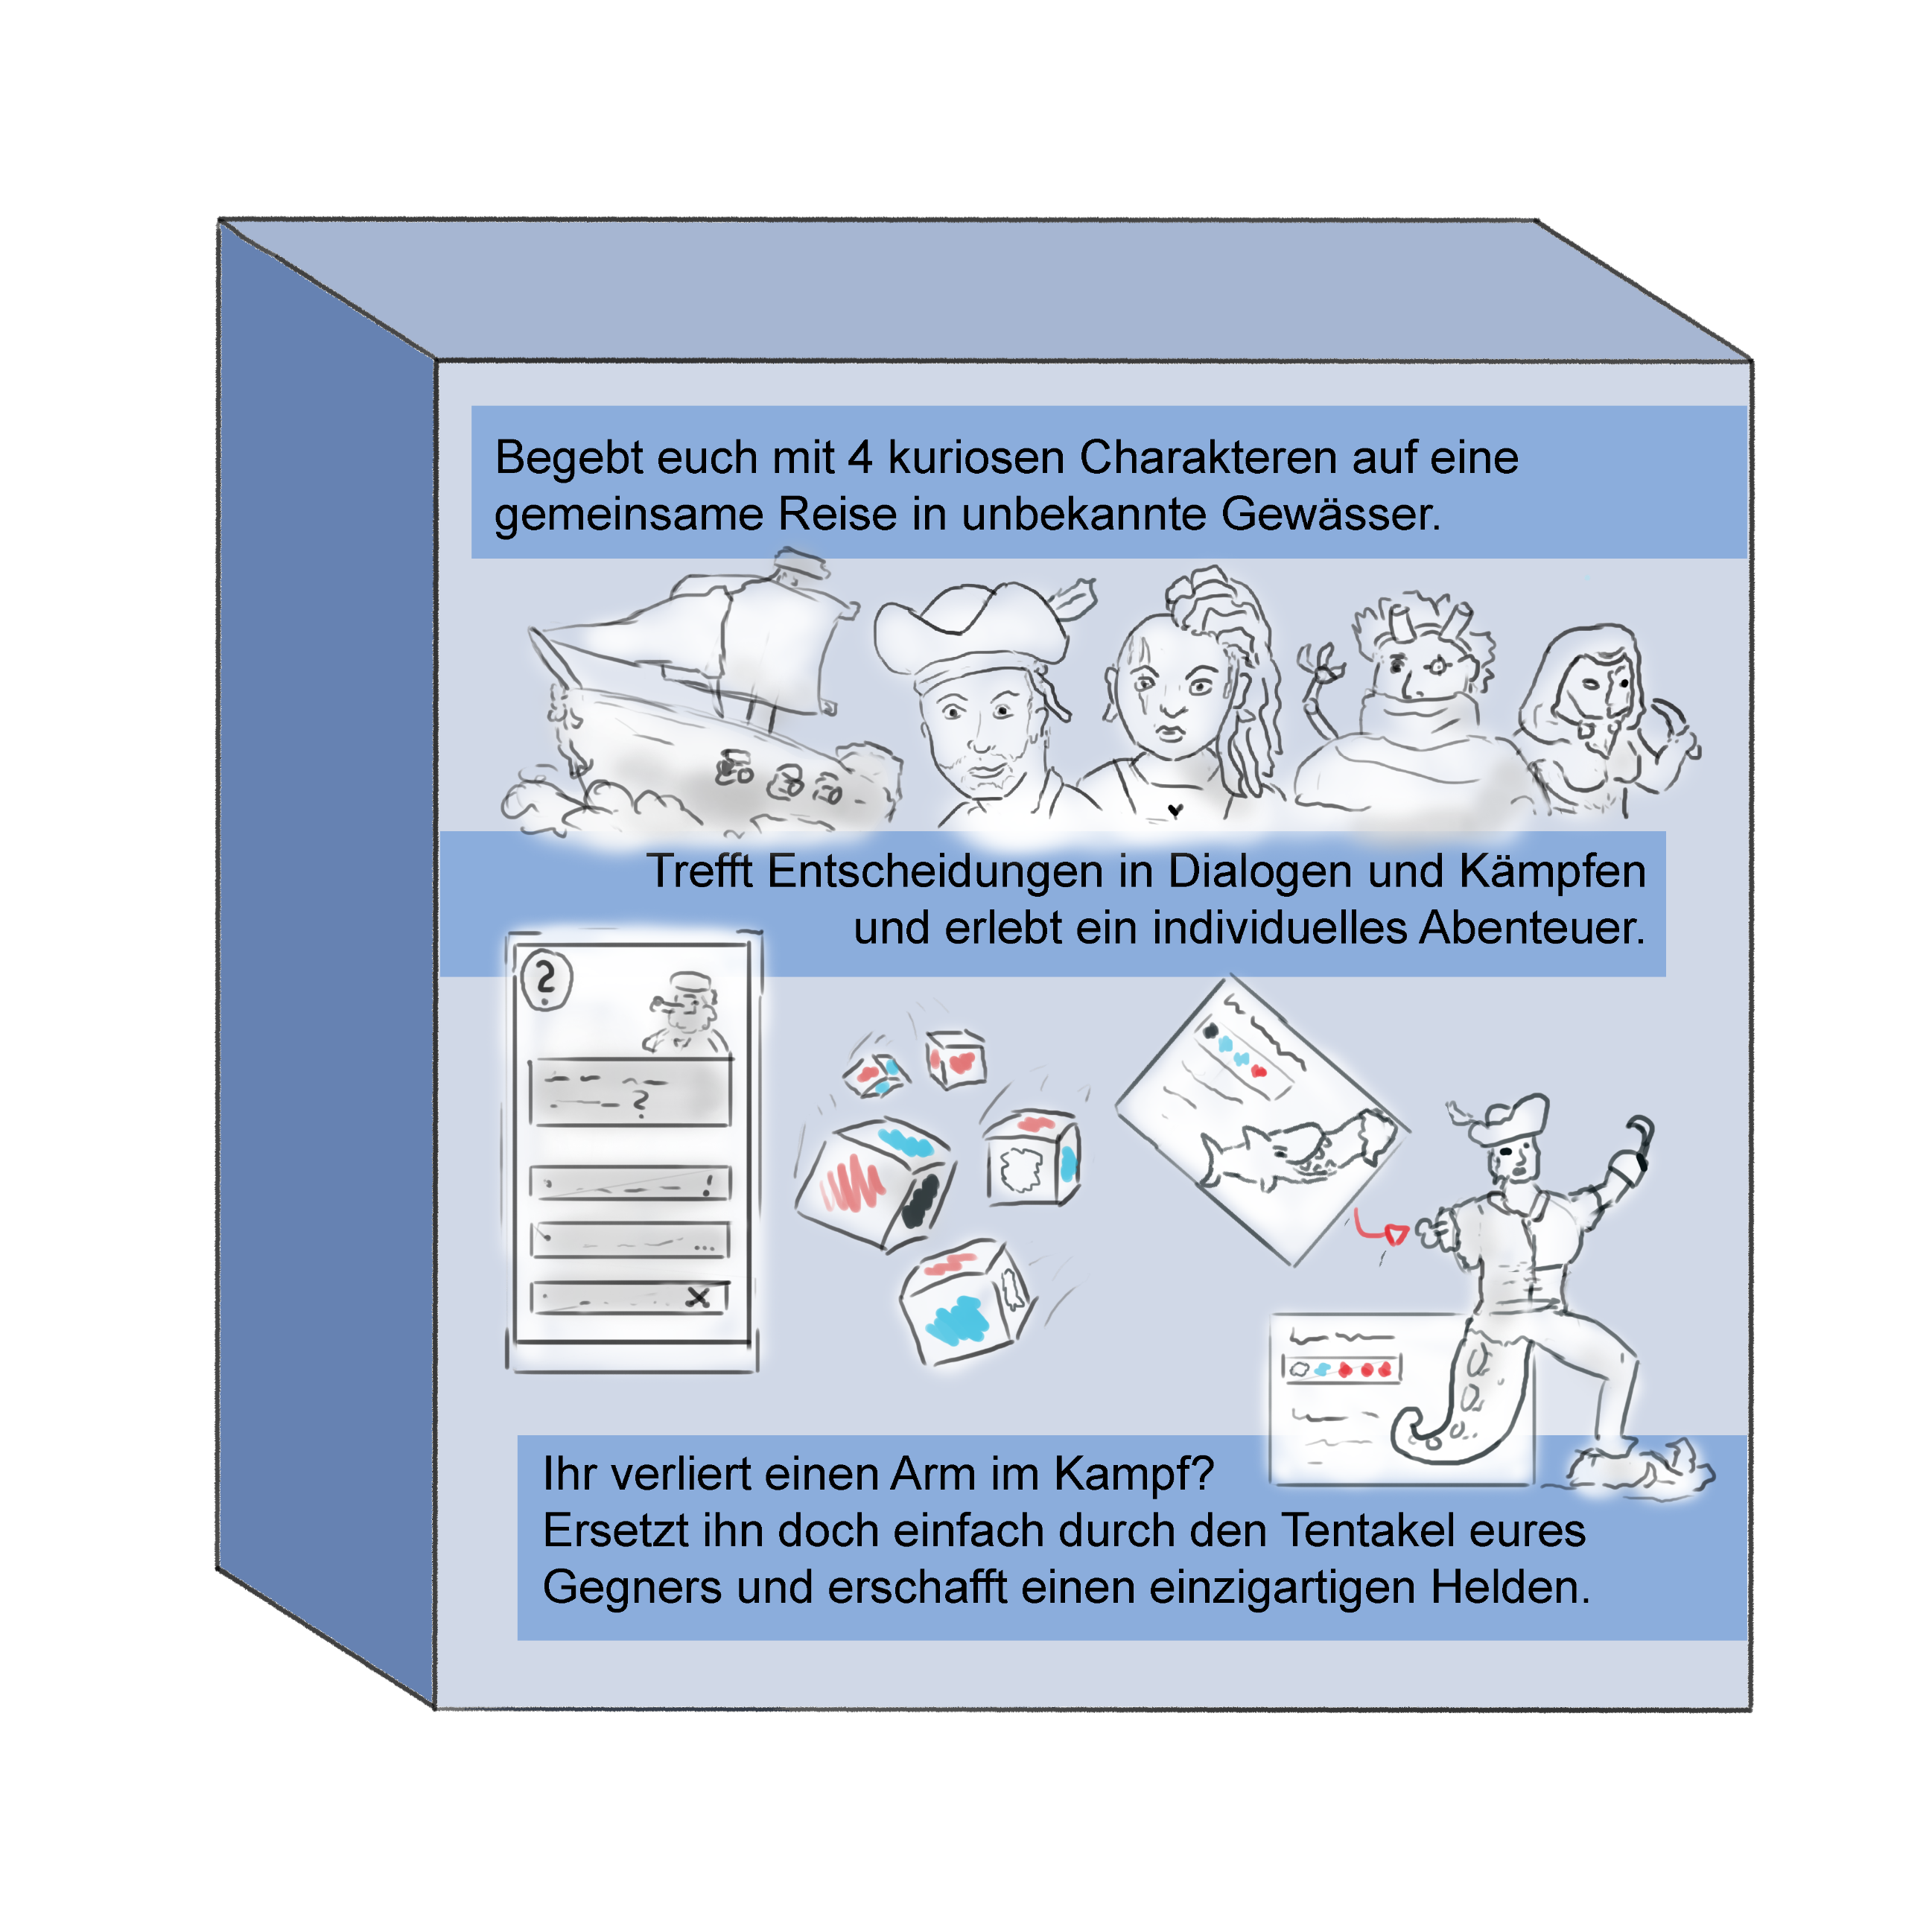 Begebt euch mit 4 kuriosen Charakteren auf eine
gemeinsame Reise in unbekannte Gewässer.
Trefft Entscheidungen in Dialogen und Kämpfen
und erlebt ein individuelles Abenteuer.
?
?
!
...
x
Ihr verliert einen Arm im Kampf?
Ersetzt ihn doch einfach durch den Tentakel eures
Gegners und erschafft einen einzigartigen Helden.